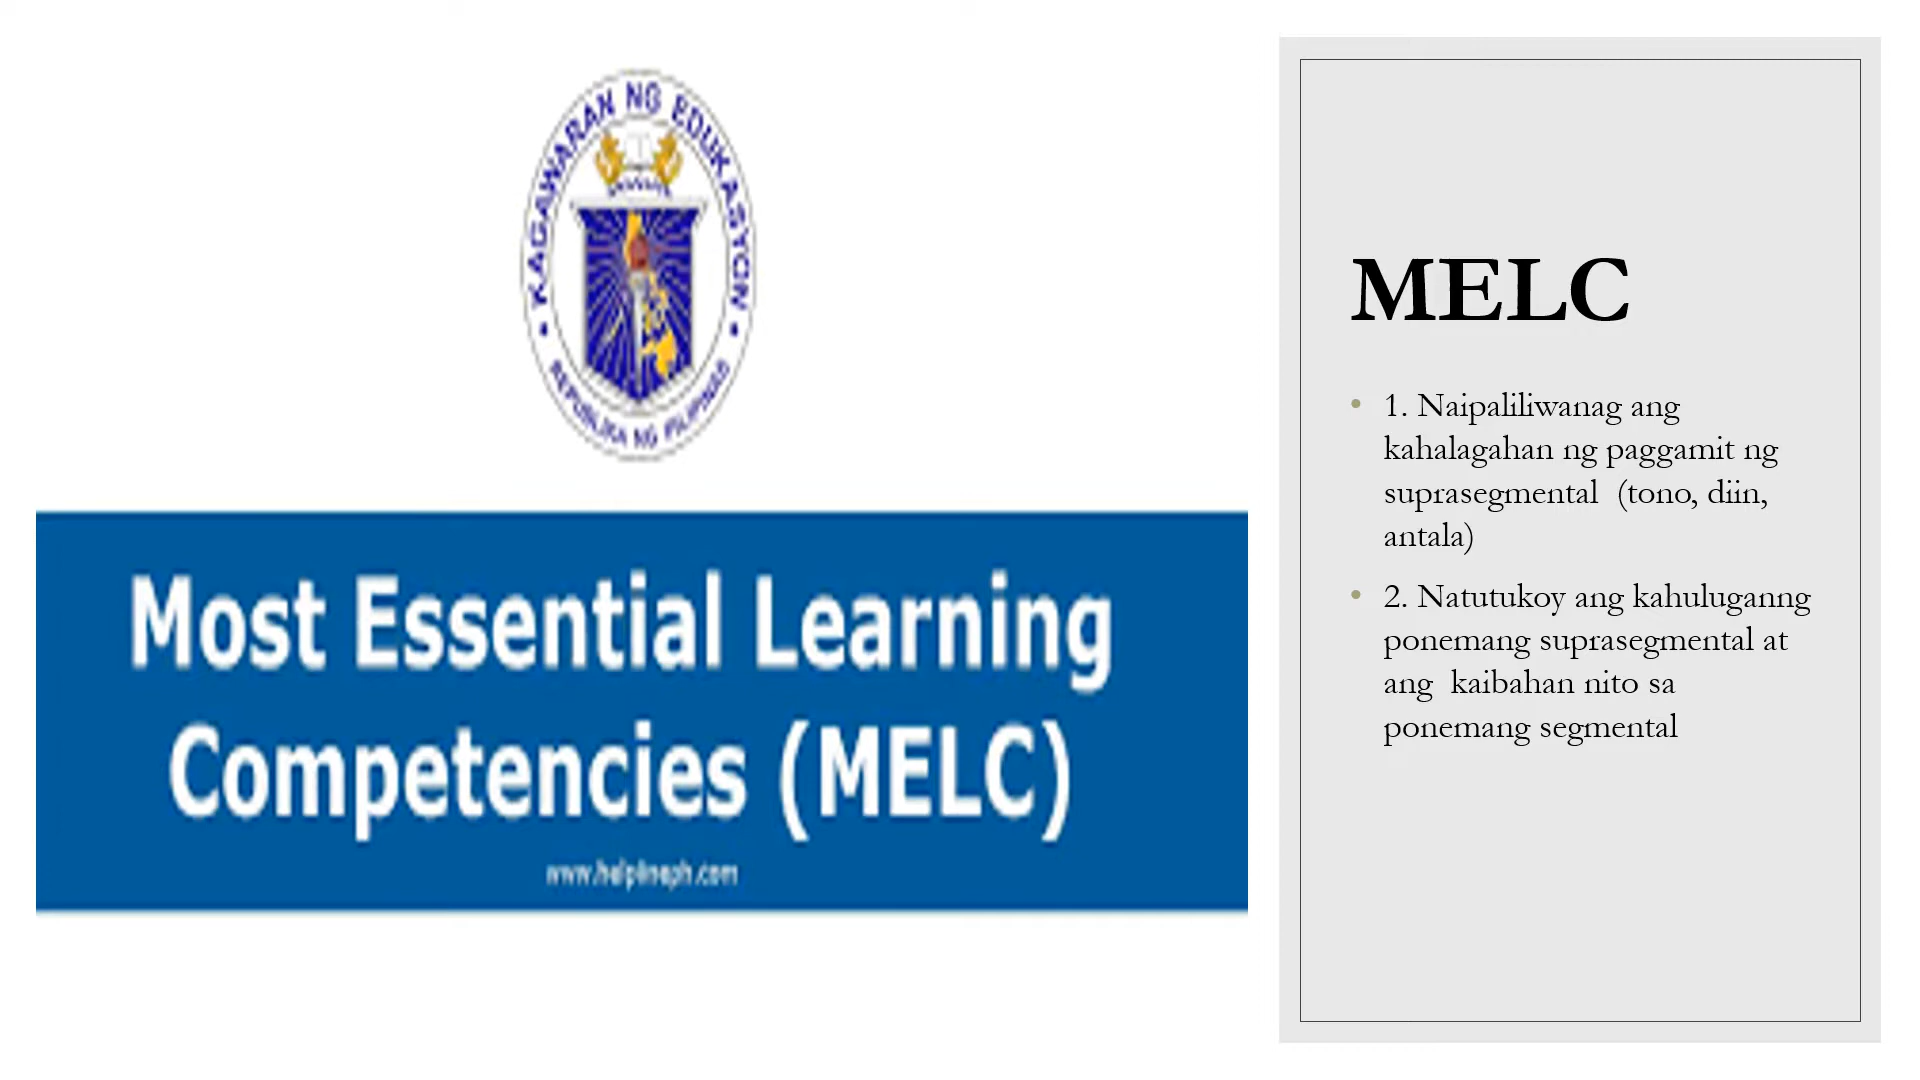 KAGAWARAN NG EDUKASYON
REPUBLIKA NG PILIPINAS
Most Essential Learning
Competencies (MELC)
www.helplineph.com
MELC
• 1. Naipaliliwanag ang
kahalagahan ng paggamit ng
suprasegmental (tono, diin,
antala)
• 2. Natutukoy ang kahuluganng
ponemang suprasegmental at
ang kaibahan nito sa
ponemang segmental